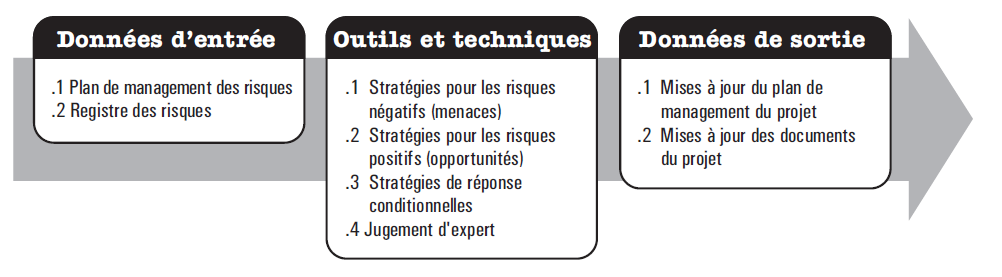 Données d'entrée
.1 Plan de management des risques
.2 Registre des risques
Outils et techniques
.1 Stratégies pour les risques
négatifs (menaces)
.2 Stratégies pour les risques
positifs (opportunités)
.3 Stratégies de réponse
conditionnelles
.4 Jugement d'expert
Données de sortie
.1 Mises à jour du plan de
management du projet
.2 Mises à jour des documents
du projet